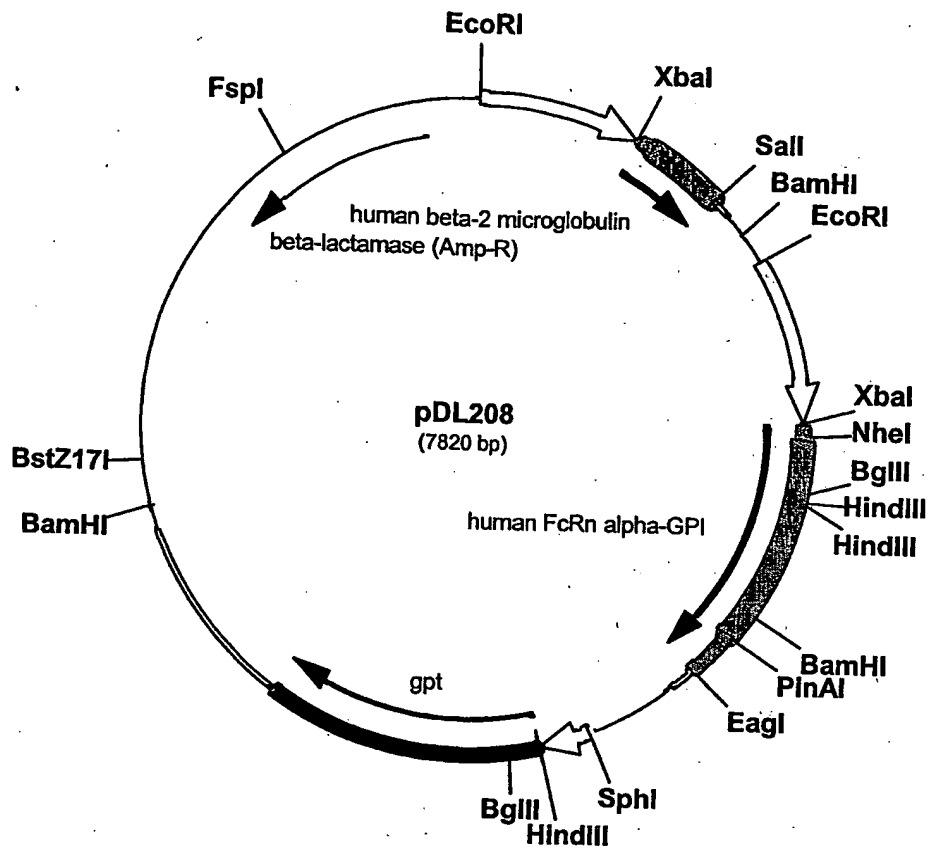 EcoRI
XbaI
FspI
SalI
BamHI
EcoRI
human beta-2 microglobulin
beta-lactamase (Amp-R)
pDL208
(7820 bp)
XbaI
NheI
BglII
HindIII
HindIII
BstZ17I
BamHI
human FcRn alpha-GPI
BamHI
PinAI
EagI
gpt
SphI
BglII
HindIII